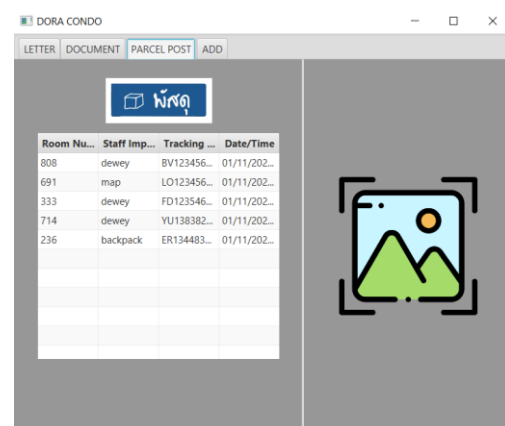 DORA CONDO
LETTER DOCUMENT PARCEL POST ADD
พัสดุ
Room Nu... Staff Imp... Tracking ... Date/Time
808 dewey BV123456... 01/11/202...
691 map LO123456... 01/11/202...
333 dewey FD123546... 01/11/202...
714 dewey YU138382... 01/11/202...
236 backpack ER134483... 01/11/202...